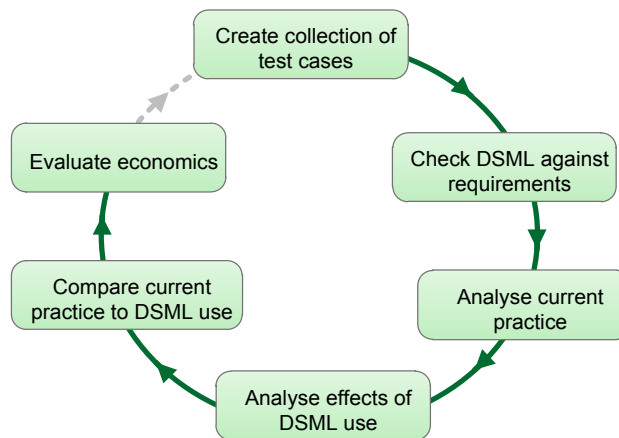 Create collection of
test cases
Check DSML against
requirements
Analyse current
practice
Analyse effects of
DSML use
Compare current
practice to DSML use
Evaluate economics